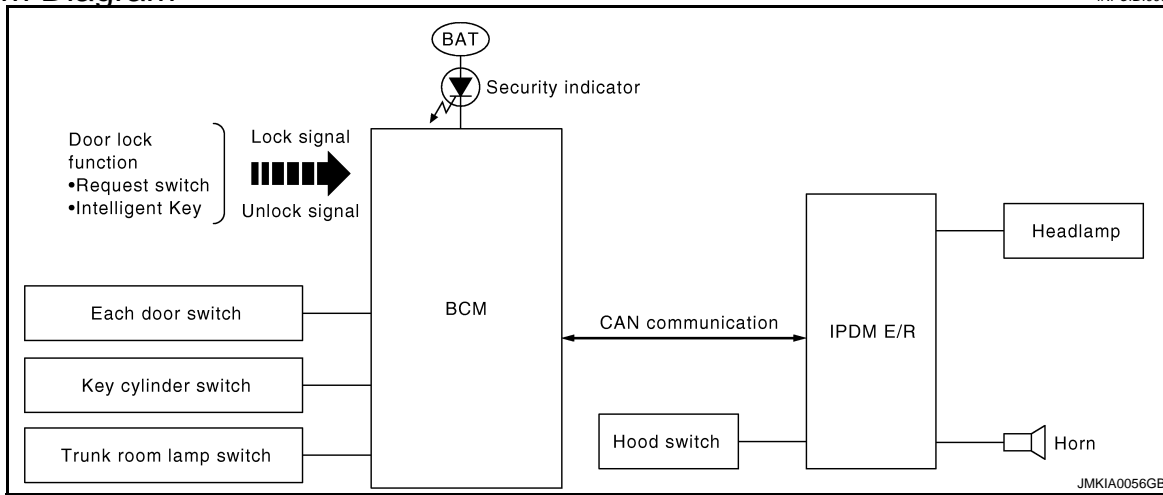 BAT
Security indicator
Door lock
function
•Request switch
•Intelligent Key
Lock signal
Unlock signal
Each door switch
Key cylinder switch
Trunk room lamp switch
BCM
CAN communication
IPDM E/R
Headlamp
Hood switch
Horn
JMKIA0056GB